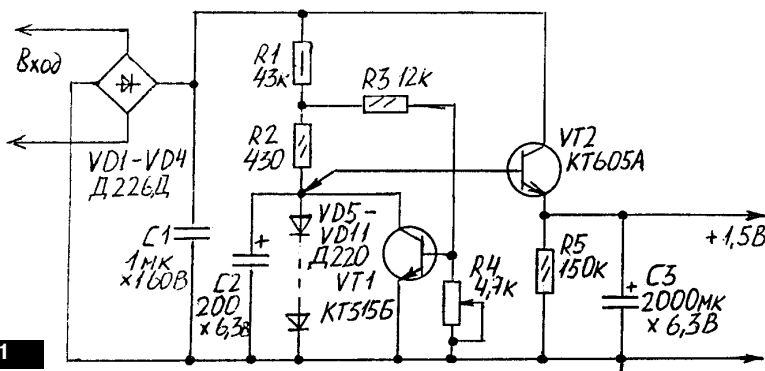 Вход
VD1-VD4
Д226Д
C1
1мк
×160В
R1
43к
R2
430
R3 12к
C2
+
200
×6,3в
VD5-
VD11
Д220
VT1
КТ515Б
R4
4,7к
VT2
КТ605А
R5
150к
+
C3
2000мк
× 6,3В
+1,5В
1